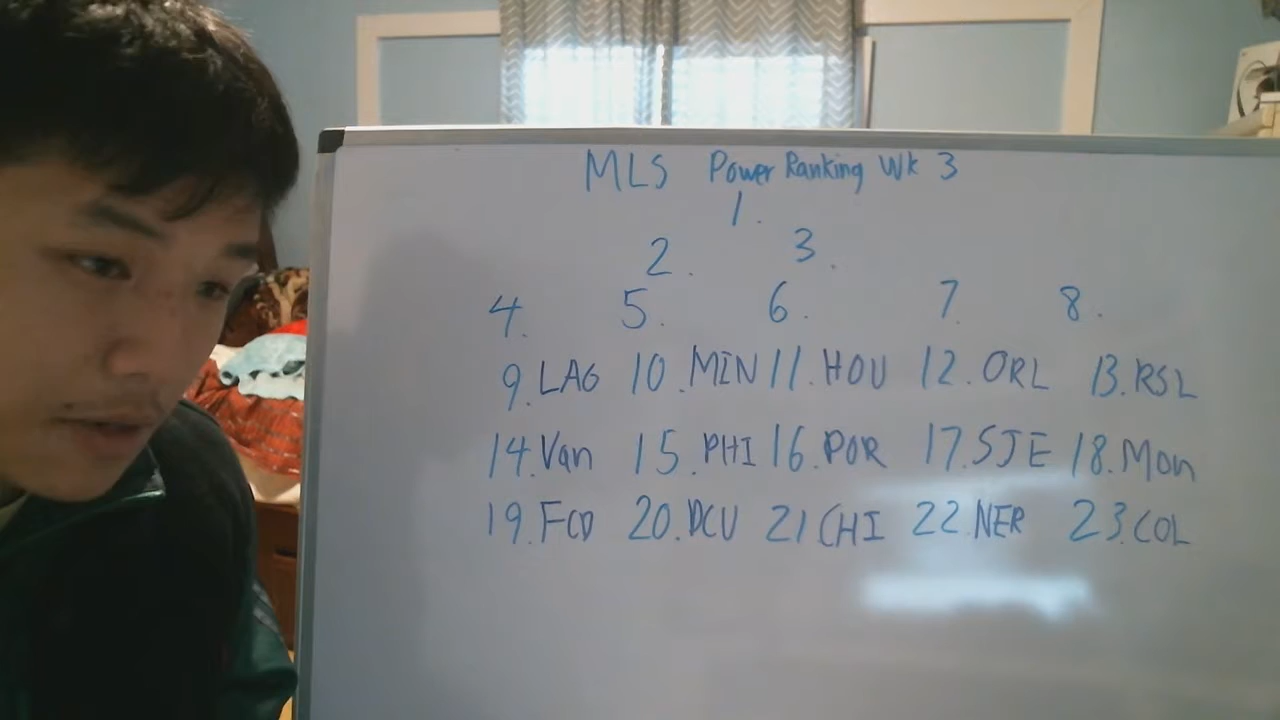 MLS Power Ranking Wk 3
1.
2. 3.
4. 5. 6. 7. 8.
9. LAG 10. MIN 11. HOU 12. ORL 13. RSL
14. Van 15. PHI 16. POR 17. SJE 18. Mon
19. FCD 20. DCU 21 CHI 22. NER 23. COL